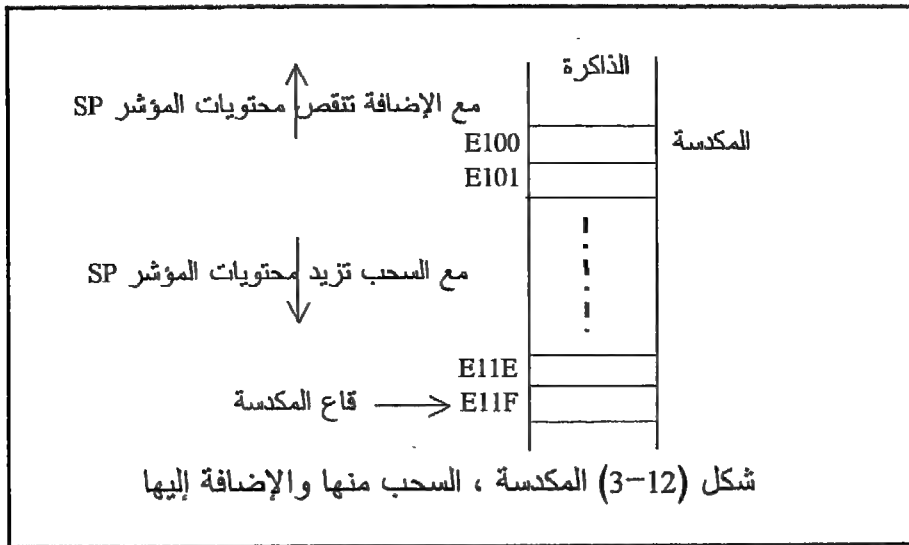 الذاكرة
مع الإضافة تنقص محتويات المؤشر SP
E100
المكدسة
E101
مع السحب تزيد محتويات المؤشر SP
E11E
قاع المكدسة
E11F
شكل (3-12) المكدسة ، السحب منها والإضافة إليها